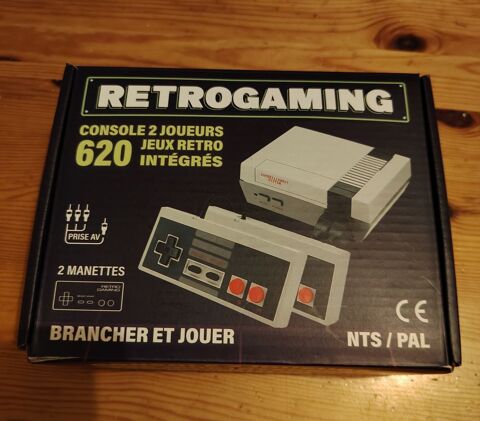 RETROGAMING
CONSOLE 2 JOUEURS
620 JEUX RETRO
INTÉGRÉS
PRISE AV
2 MANETTES
RETRO
GAMING
BRANCHER ET JOUER
CE
NTS / PAL